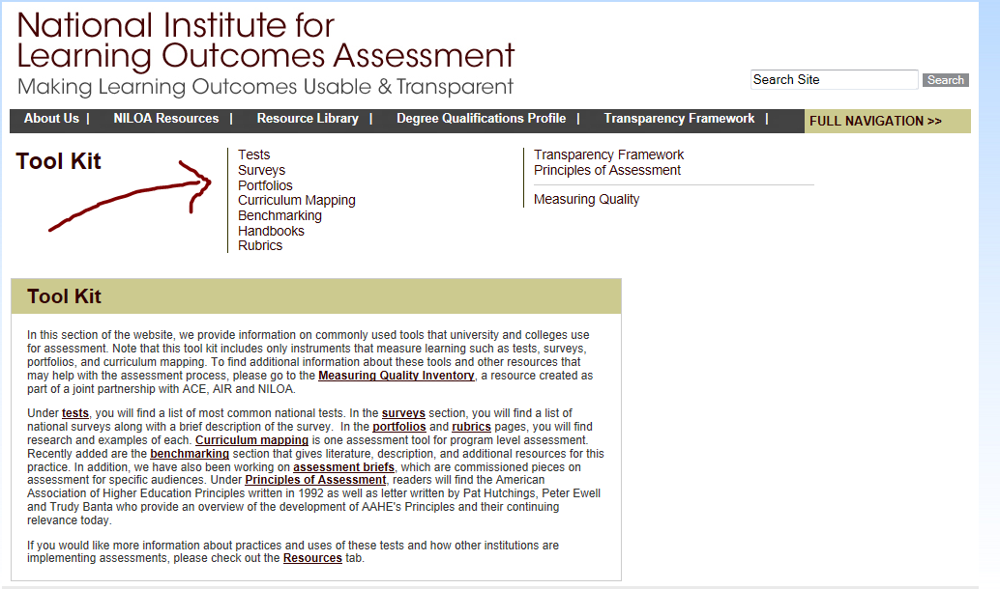 National Institute for
Learning Outcomes Assessment
Making Learning Outcomes Usable & Transparent
Search Site
Search
About Us |
NILOA Resources |
Resource Library |
Degree Qualifications Profile |
Transparency Framework |
FULL NAVIGATION >>
Tool Kit
Tests
Surveys
Portfolios
Curriculum Mapping
Benchmarking
Handbooks
Rubrics
Transparency Framework
Principles of Assessment
Measuring Quality
Tool Kit
In this section of the website, we provide information on commonly used tools that university and colleges use
for assessment. Note that this tool kit includes only instruments that measure learning such as tests, surveys,
portfolios, and curriculum mapping. To find additional information about these tools and other resources that
may help with the assessment process, please go to the Measuring Quality Inventory, a resource created as
part of a joint partnership with ACE, AIR and NILOA.
Under tests, you will find a list of most common national tests. In the surveys section, you will find a list of
national surveys along with a brief description of the survey. In the portfolios and rubrics pages, you will find
research and examples of each. Curriculum mapping is one assessment tool for program level assessment.
Recently added are the benchmarking section that gives literature, description, and additional resources for this
practice. In addition, we have also been working on assessment briefs, which are commissioned pieces on
assessment for specific audiences. Under Principles of Assessment, readers will find the American
Association of Higher Education Principles written in 1992 as well as letter written by Pat Hutchings, Peter Ewell
and Trudy Banta who provide an overview of the development of AAHE's Principles and their continuing
relevance today.
If you would like more information about practices and uses of these tests and how other institutions are
implementing assessments, please check out the Resources tab.